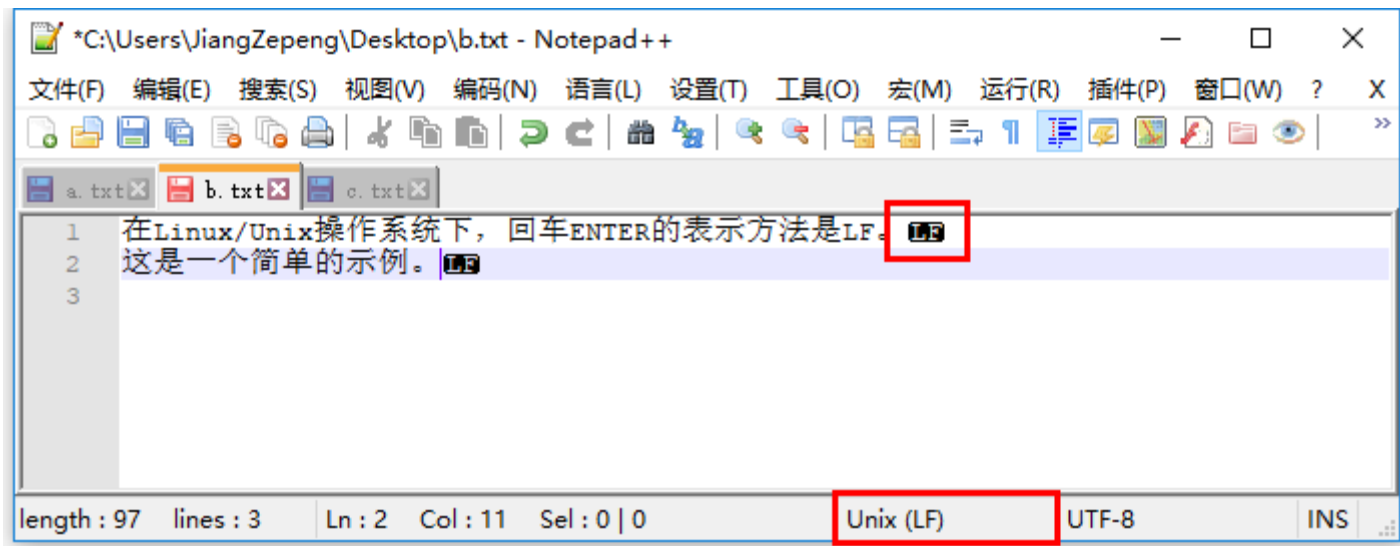 *C:\Users\JiangZepeng\Desktop\b.txt - Notepad++
文件(F) 编辑(E) 搜索(S) 视图(V) 编码(N) 语言(L) 设置(T) 工具(O) 宏(M) 运行(R) 插件(P) 窗口(W) ? X
a.txt b.txt c.txt
1 在Linux/Unix操作系统下，回车ENTER的表示方法是LF。LF
2 这是一个简单的示例。LF
3
length : 97 lines : 3 Ln : 2 Col : 11 Sel : 0 | 0 Unix (LF) UTF-8 INS